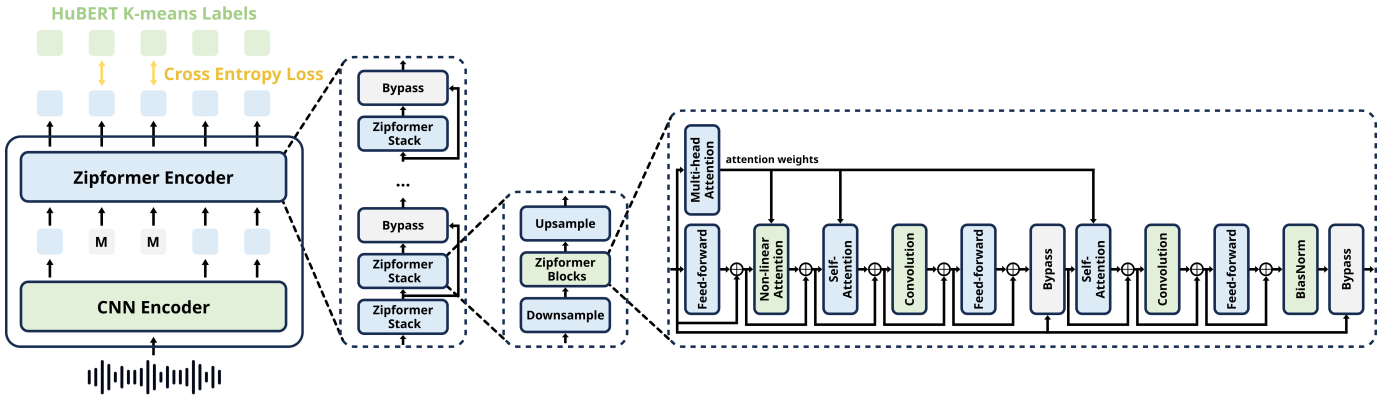 HuBERT K-means Labels
Cross Entropy Loss
Zipformer Encoder
M
M
CNN Encoder
Bypass
Zipformer
Stack
...
Bypass
Zipformer
Stack
Zipformer
Stack
Upsample
Zipformer
Blocks
Downsample
Multi-head
Attention
attention weights
Feed-forward
Non-linear
Attention
Self-
Attention
Convolution
Feed-forward
Bypass
Self-
Attention
Convolution
Feed-forward
BiasNorm
Bypass